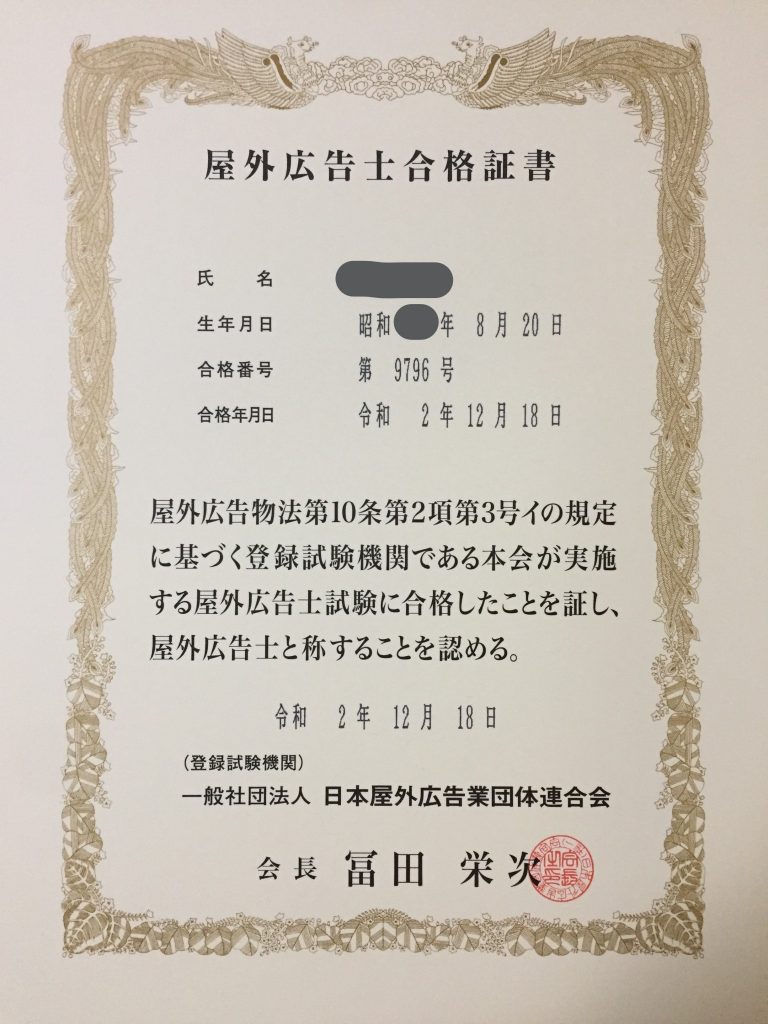 屋外広告士合格証書
氏 名
生年月日 昭和 年 8月20日
合格番号 第 9796 号
合格年月日 令和 2年12月18日
屋外広告物法第10条第2項第3号イの規定
に基づく登録試験機関である本会が実施
する屋外広告士試験に合格したことを証し、
屋外広告士と称することを認める。
令和 2年 12月 18日
(登録試験機関)
一般社団法人 日本屋外広告業団体連合会
会長 冨田 栄次